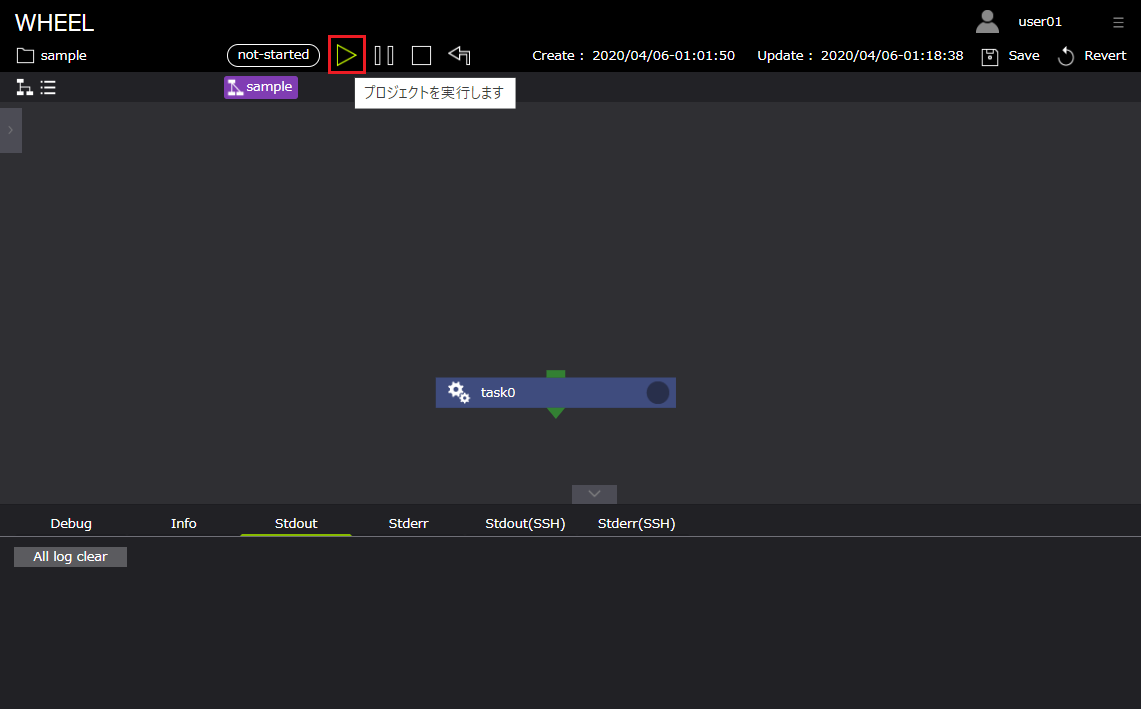 WHEEL
user01
sample
not-started
Create : 2020/04/06-01:01:50
Update : 2020/04/06-01:18:38
Save
Revert
sample
プロジェクトを実行します
task0
Debug
Info
Stdout
Stderr
Stdout(SSH)
Stderr(SSH)
All log clear